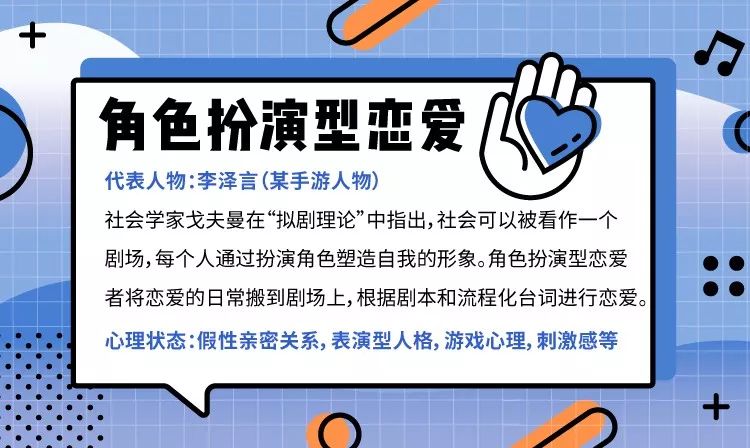 角色扮演型恋爱
代表人物:李泽言(某手游人物)
社会学家戈夫曼在“拟剧理论”中指出,社会可以被看作一个
剧场,每个人通过扮演角色塑造自我的形象。角色扮演型恋爱
者将恋爱的日常搬到剧场上,根据剧本和流程化台词进行恋爱。
心理状态:假性亲密关系,表演型人格,游戏心理,刺激感等